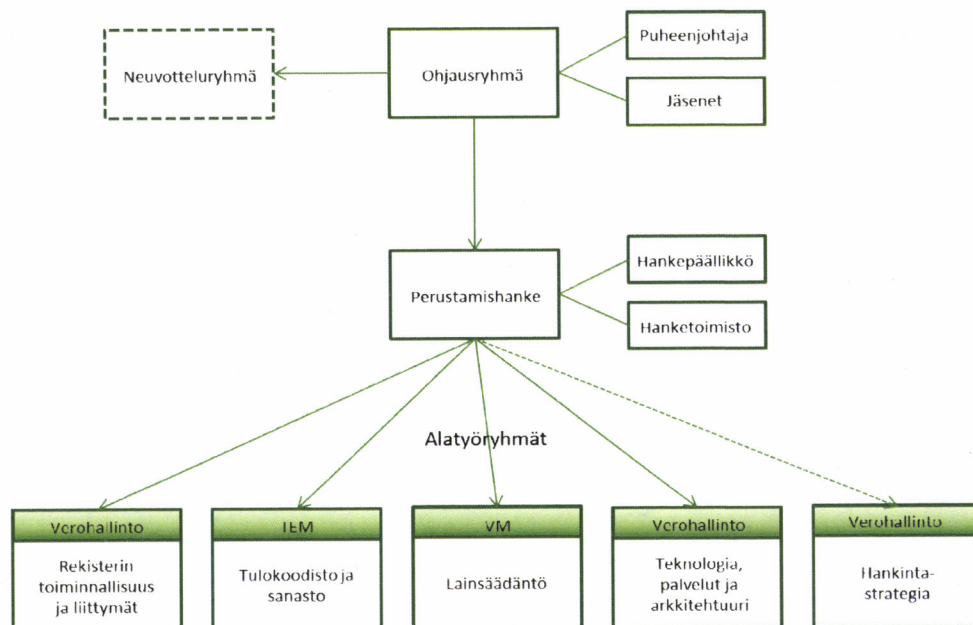 Neuvotteluryhmä
Ohjausryhmä
Puheenjohtaja
Jäsenet
Perustamishanke
Hankepäällikkö
Hanketoimisto
Alatyöryhmät
Verohallinto
Rekisterin
toiminnallisuus
ja liittymät
TEM
Tulokoodisto ja
sanasto
VM
Lainsäädäntö
Verohallinto
Teknologia,
palvelut ja
arkkitehtuuri
Verohallinto
Hankinta-
strategia